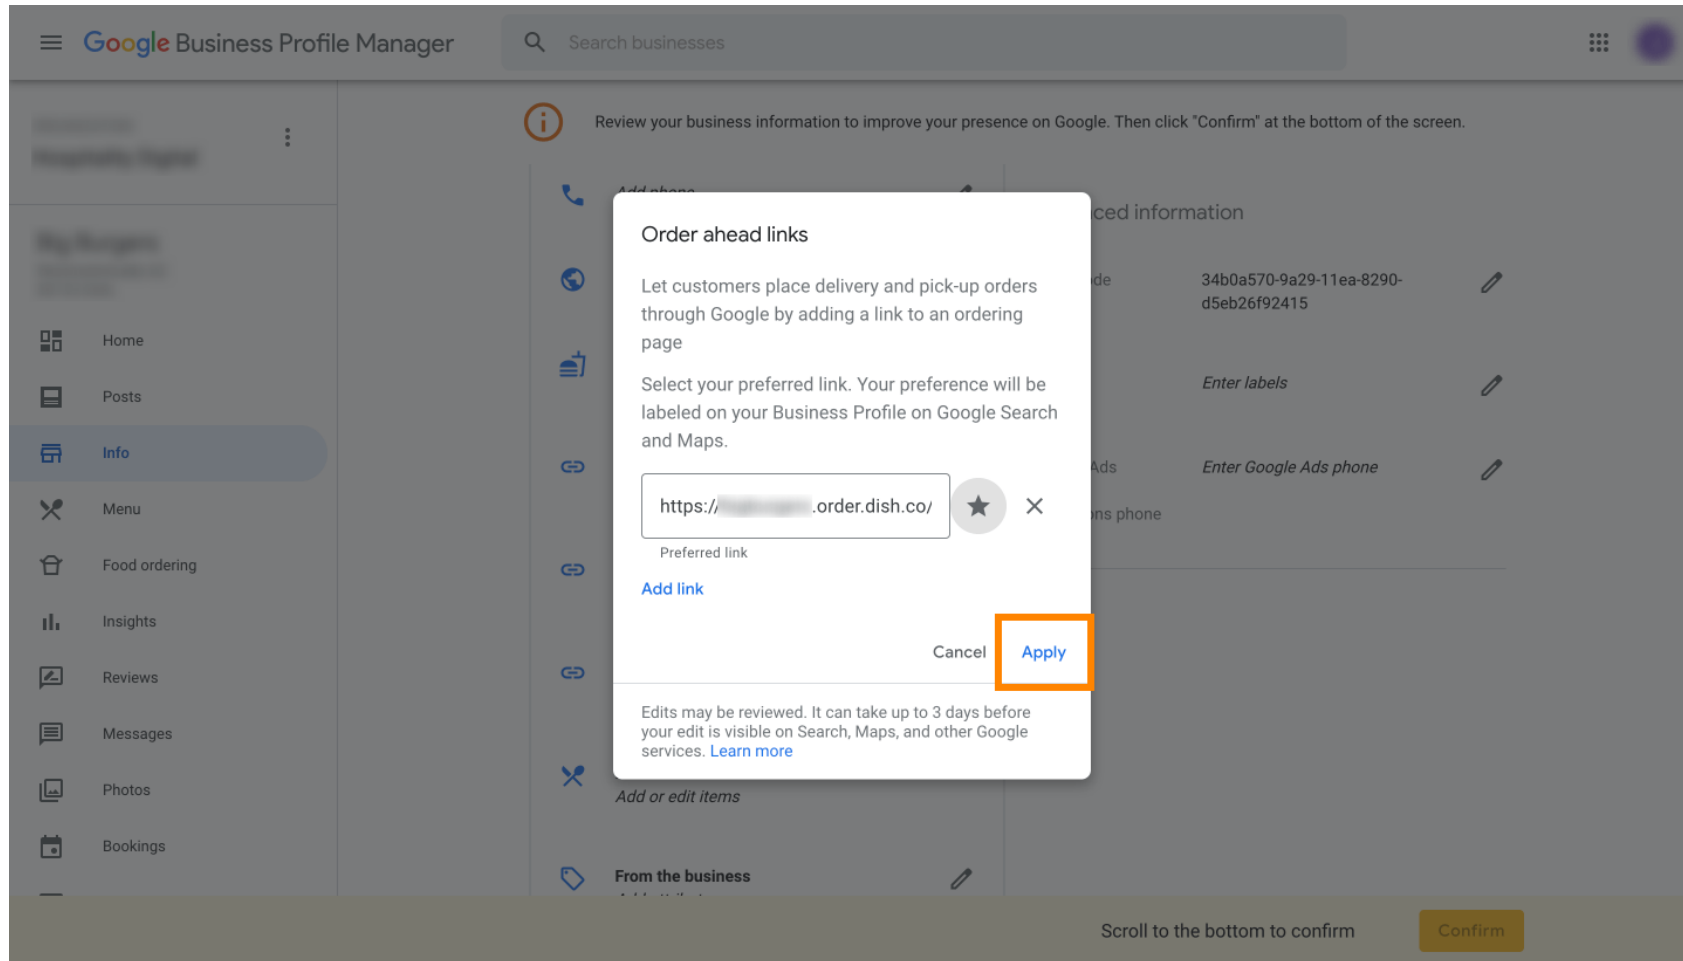 Google Business Profile Manager
Search businesses
Review your business information to improve your presence on Google. Then click "Confirm" at the bottom of the screen.
Home
Posts
Info
Menu
Food ordering
Insights
Reviews
Messages
Photos
Bookings
Add phone
Order ahead links
Let customers place delivery and pick-up orders
through Google by adding a link to an ordering
page
Select your preferred link. Your preference will be
labeled on your Business Profile on Google Search
and Maps.
https:// .order.dish.co/
Preferred link
Add link
Cancel Apply
Edits may be reviewed. It can take up to 3 days before
your edit is visible on Search, Maps, and other Google
services. Learn more
Add or edit items
From the business
ced information
de 34b0a570-9a29-11ea-8290-
d5eb26f92415
Enter labels
Ads Enter Google Ads phone
ons phone
Scroll to the bottom to confirm Confirm